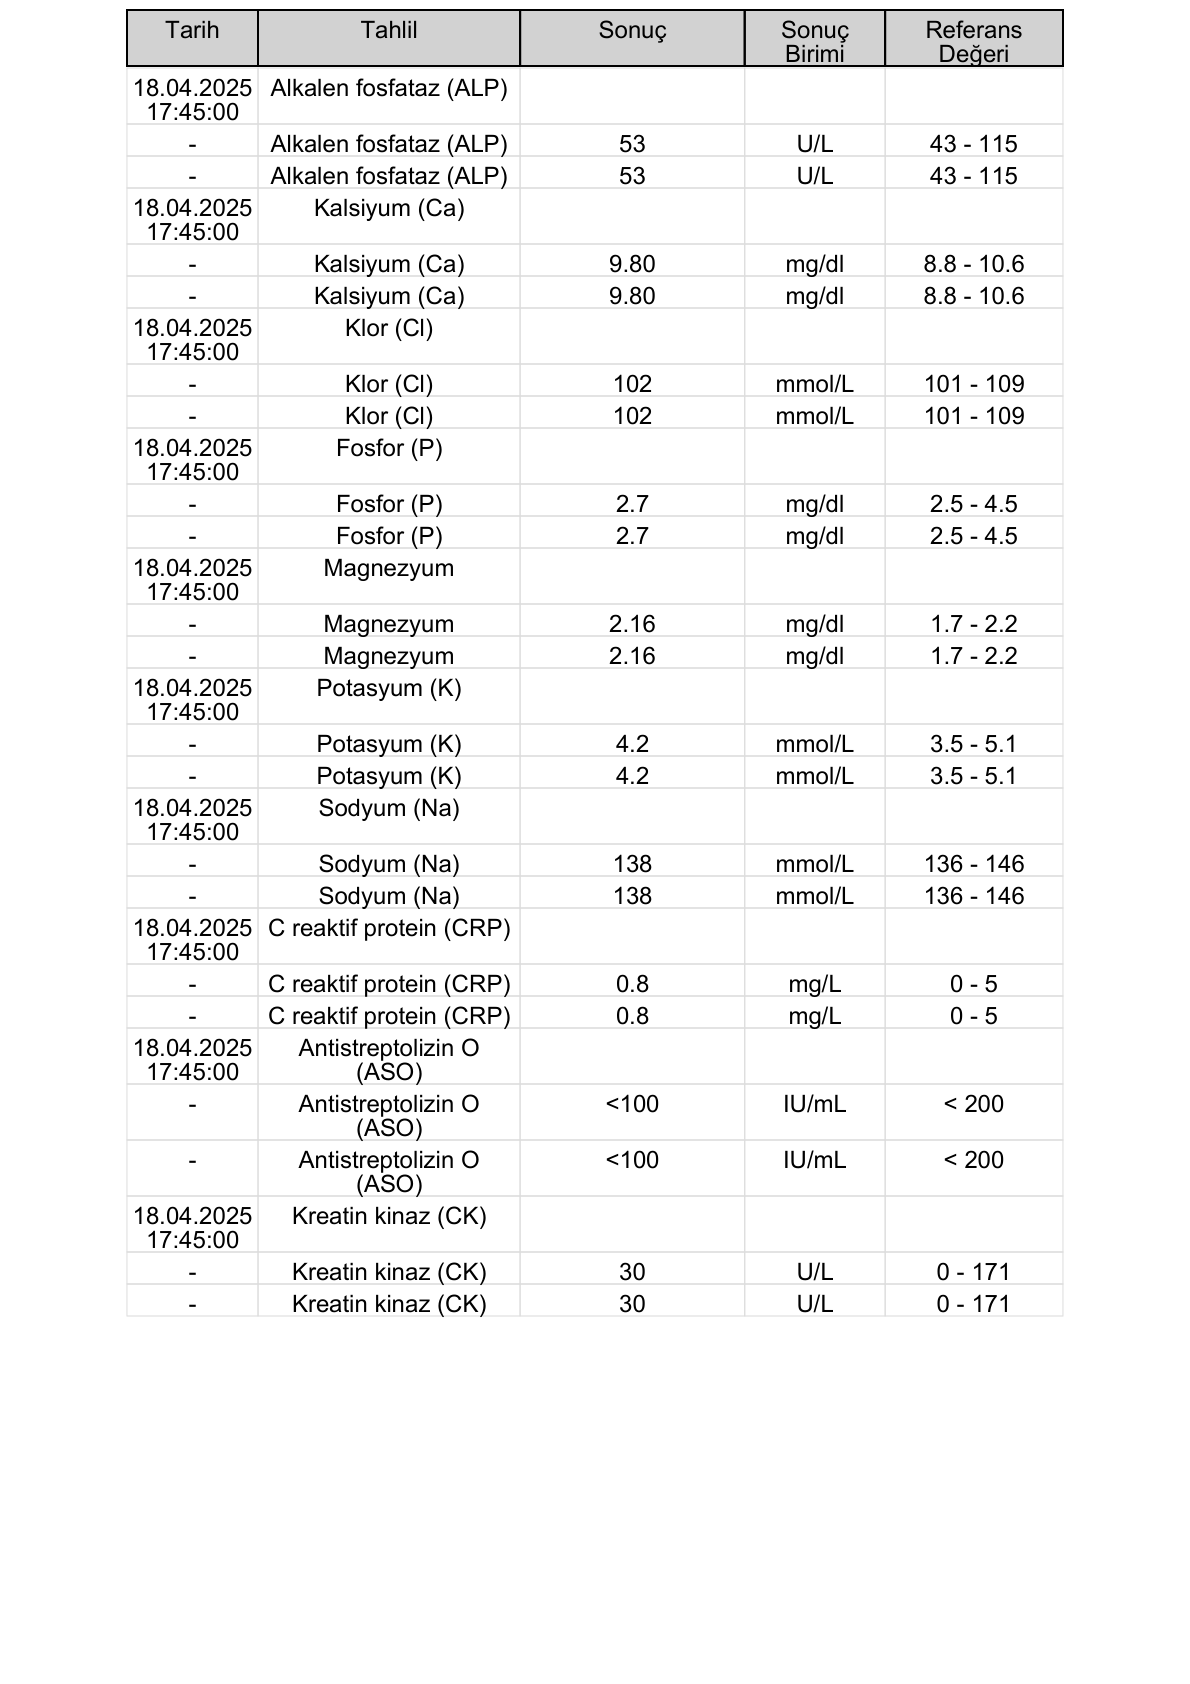 Tarih Tahlil Sonuç Sonuç Birimi Referans Değeri
18.04.2025 17:45:00 Alkalen fosfataz (ALP)
- Alkalen fosfataz (ALP) 53 U/L 43 - 115
- Alkalen fosfataz (ALP) 53 U/L 43 - 115
18.04.2025 17:45:00 Kalsiyum (Ca)
- Kalsiyum (Ca) 9.80 mg/dl 8.8 - 10.6
- Kalsiyum (Ca) 9.80 mg/dl 8.8 - 10.6
18.04.2025 17:45:00 Klor (Cl)
- Klor (Cl) 102 mmol/L 101 - 109
- Klor (Cl) 102 mmol/L 101 - 109
18.04.2025 17:45:00 Fosfor (P)
- Fosfor (P) 2.7 mg/dl 2.5 - 4.5
- Fosfor (P) 2.7 mg/dl 2.5 - 4.5
18.04.2025 17:45:00 Magnezyum
- Magnezyum 2.16 mg/dl 1.7 - 2.2
- Magnezyum 2.16 mg/dl 1.7 - 2.2
18.04.2025 17:45:00 Potasyum (K)
- Potasyum (K) 4.2 mmol/L 3.5 - 5.1
- Potasyum (K) 4.2 mmol/L 3.5 - 5.1
18.04.2025 17:45:00 Sodyum (Na)
- Sodyum (Na) 138 mmol/L 136 - 146
- Sodyum (Na) 138 mmol/L 136 - 146
18.04.2025 17:45:00 C reaktif protein (CRP)
- C reaktif protein (CRP) 0.8 mg/L 0 - 5
- C reaktif protein (CRP) 0.8 mg/L 0 - 5
18.04.2025 17:45:00 Antistreptolizin O (ASO)
- Antistreptolizin O (ASO) <100 IU/mL < 200
- Antistreptolizin O (ASO) <100 IU/mL < 200
18.04.2025 17:45:00 Kreatin kinaz (CK)
- Kreatin kinaz (CK) 30 U/L 0 - 171
- Kreatin kinaz (CK) 30 U/L 0 - 171